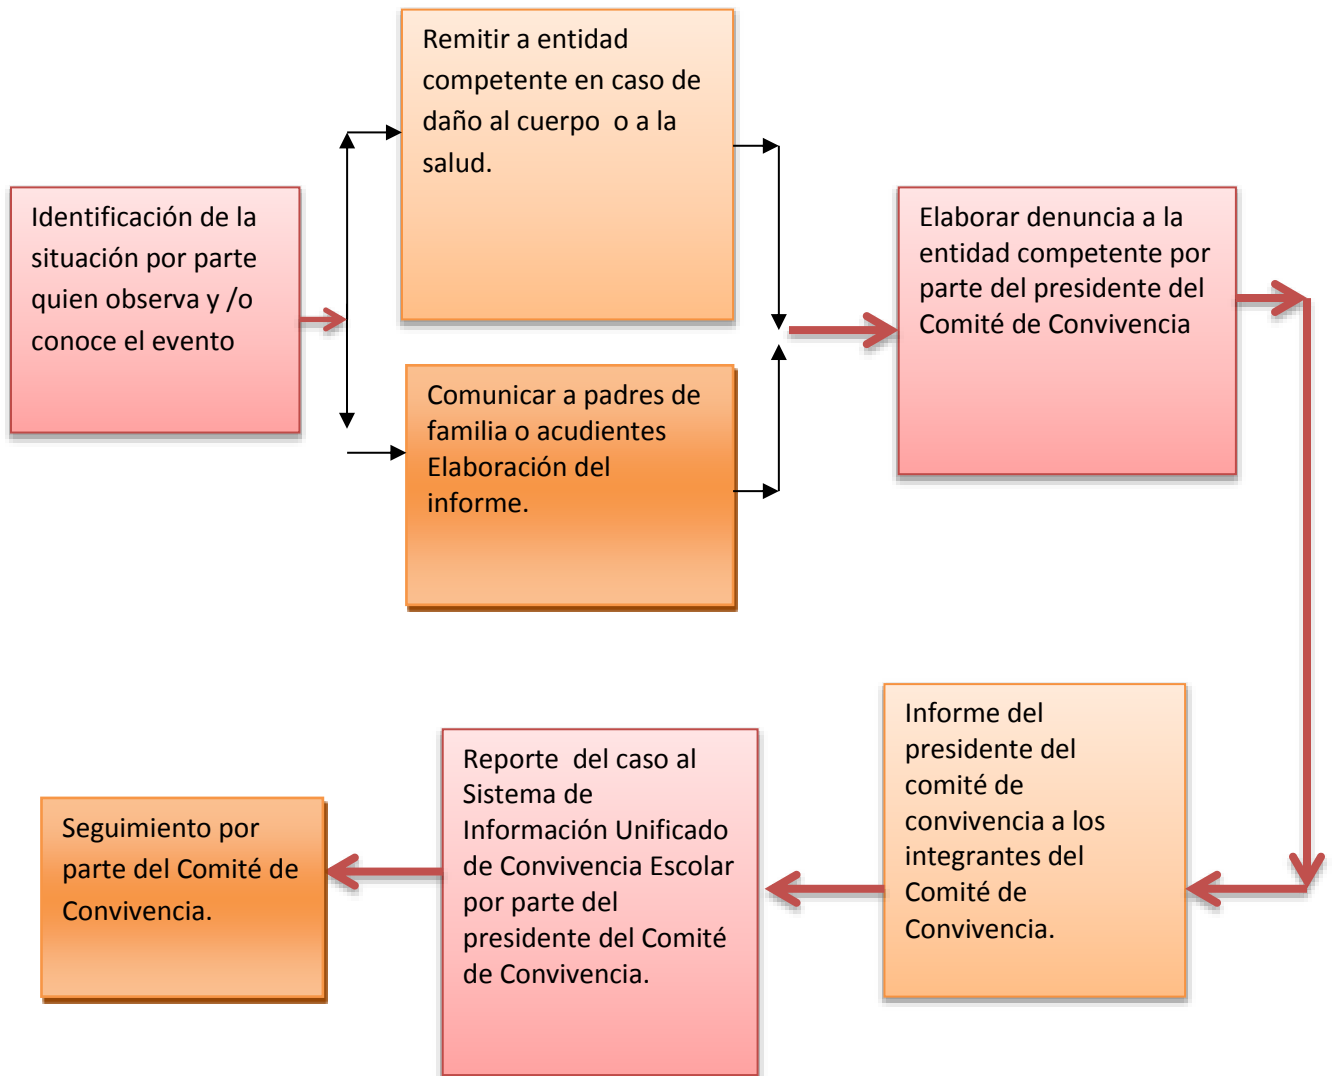 Remitir a entidad
competente en caso de
daño al cuerpo o a la
salud.
Identificación de la
situación por parte
quien observa y /o
conoce el evento
Elaborar denuncia a la
entidad competente por
parte del presidente del
Comité de Convivencia
Comunicar a padres de
familia o acudientes
Elaboración del
informe.
Informe del
presidente del
comité de
convivencia a los
integrantes del
Comité de
Convivencia.
Reporte del caso al
Sistema de
Información Unificado
de Convivencia Escolar
por parte del
presidente del Comité
de Convivencia.
Seguimiento por
parte del Comité de
Convivencia.